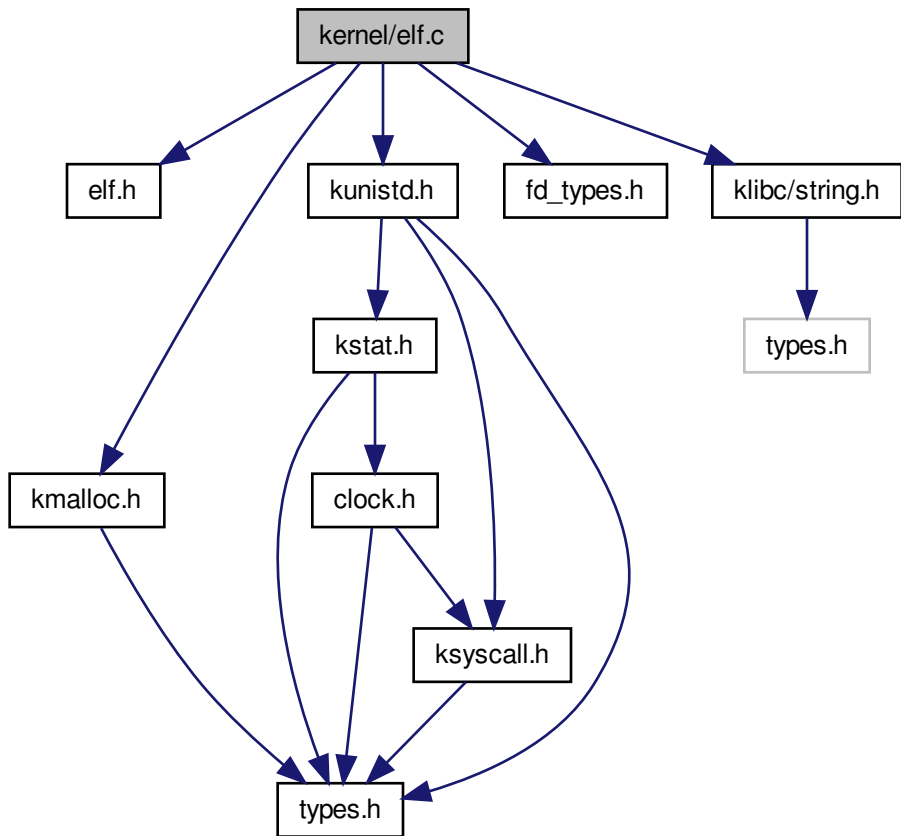 kernel/elf.c
elf.h
kunistd.h
fd_types.h
klibc/string.h
kstat.h
types.h
kmalloc.h
clock.h
ksyscall.h
types.h